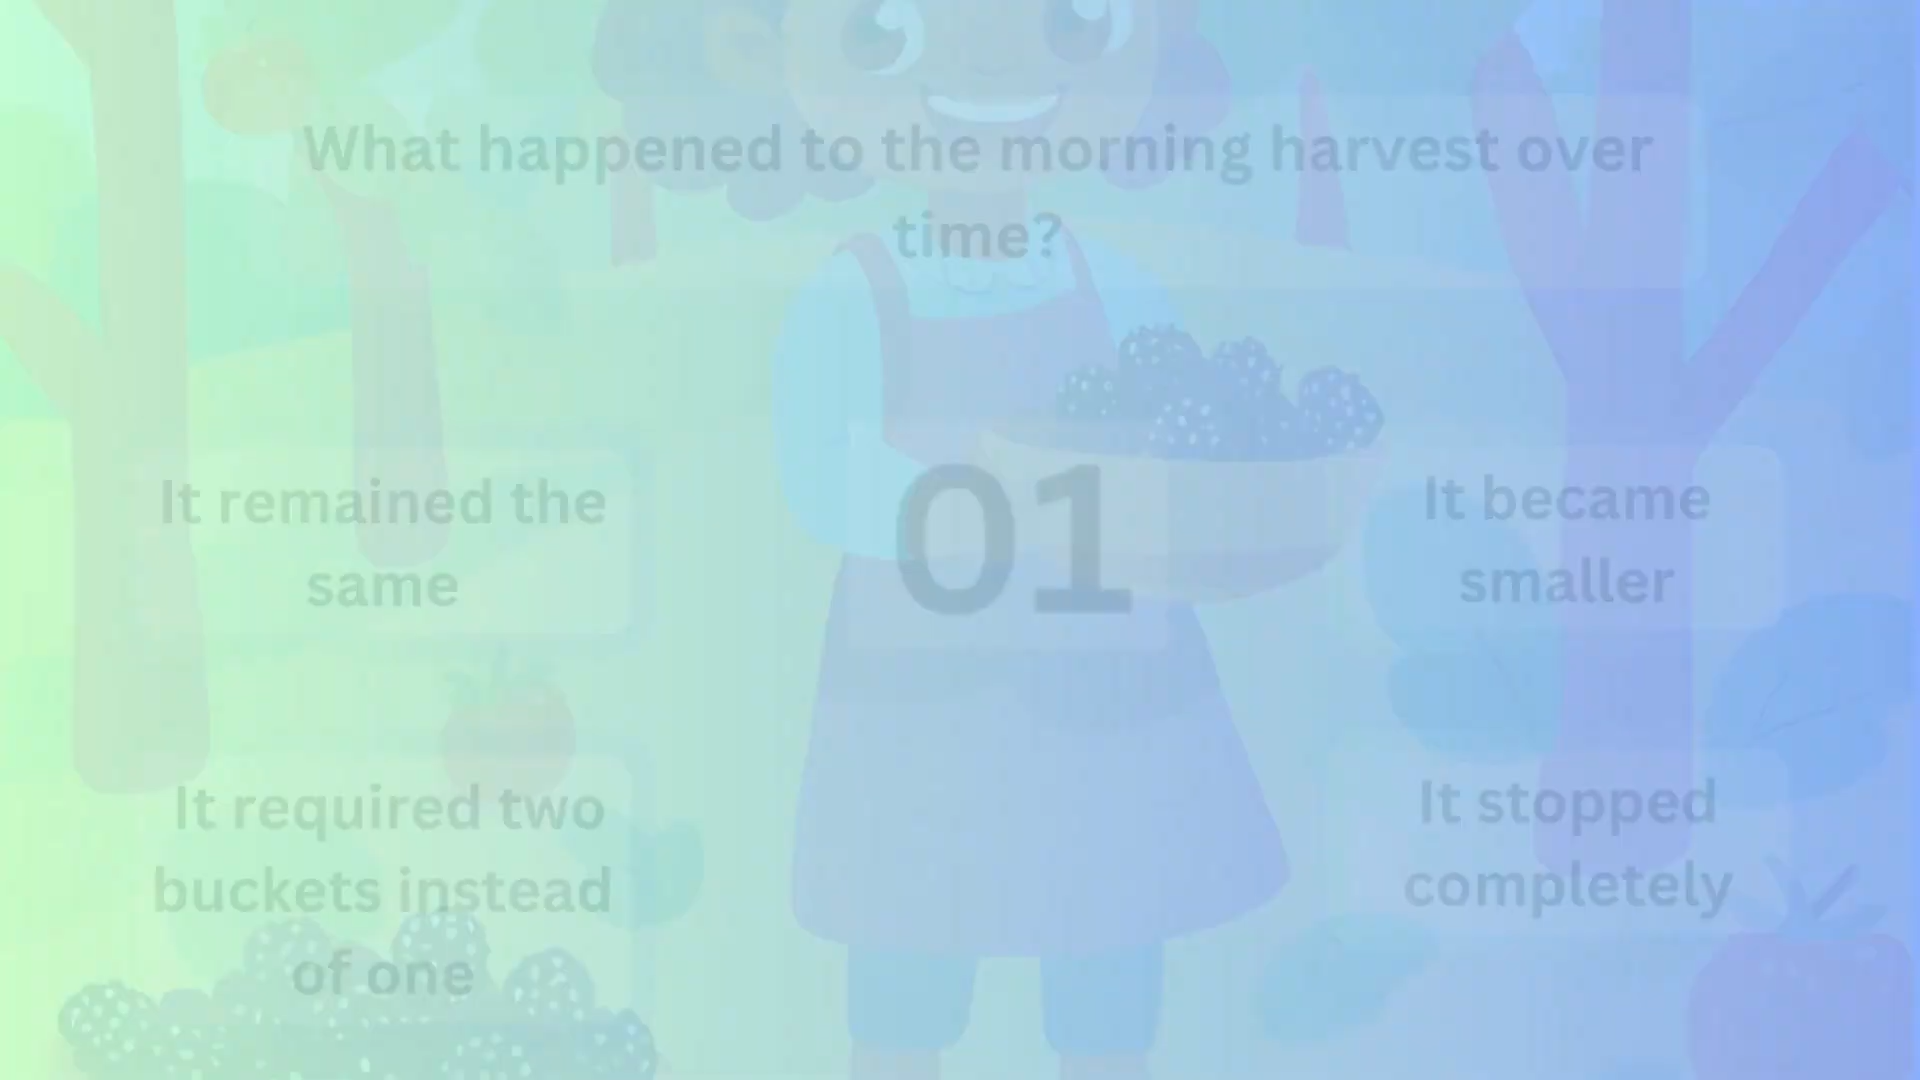 What happened to the morning harvest over
time?
It remained the
same
01
It became
smaller
It required two
buckets instead
of one
It stopped
completely